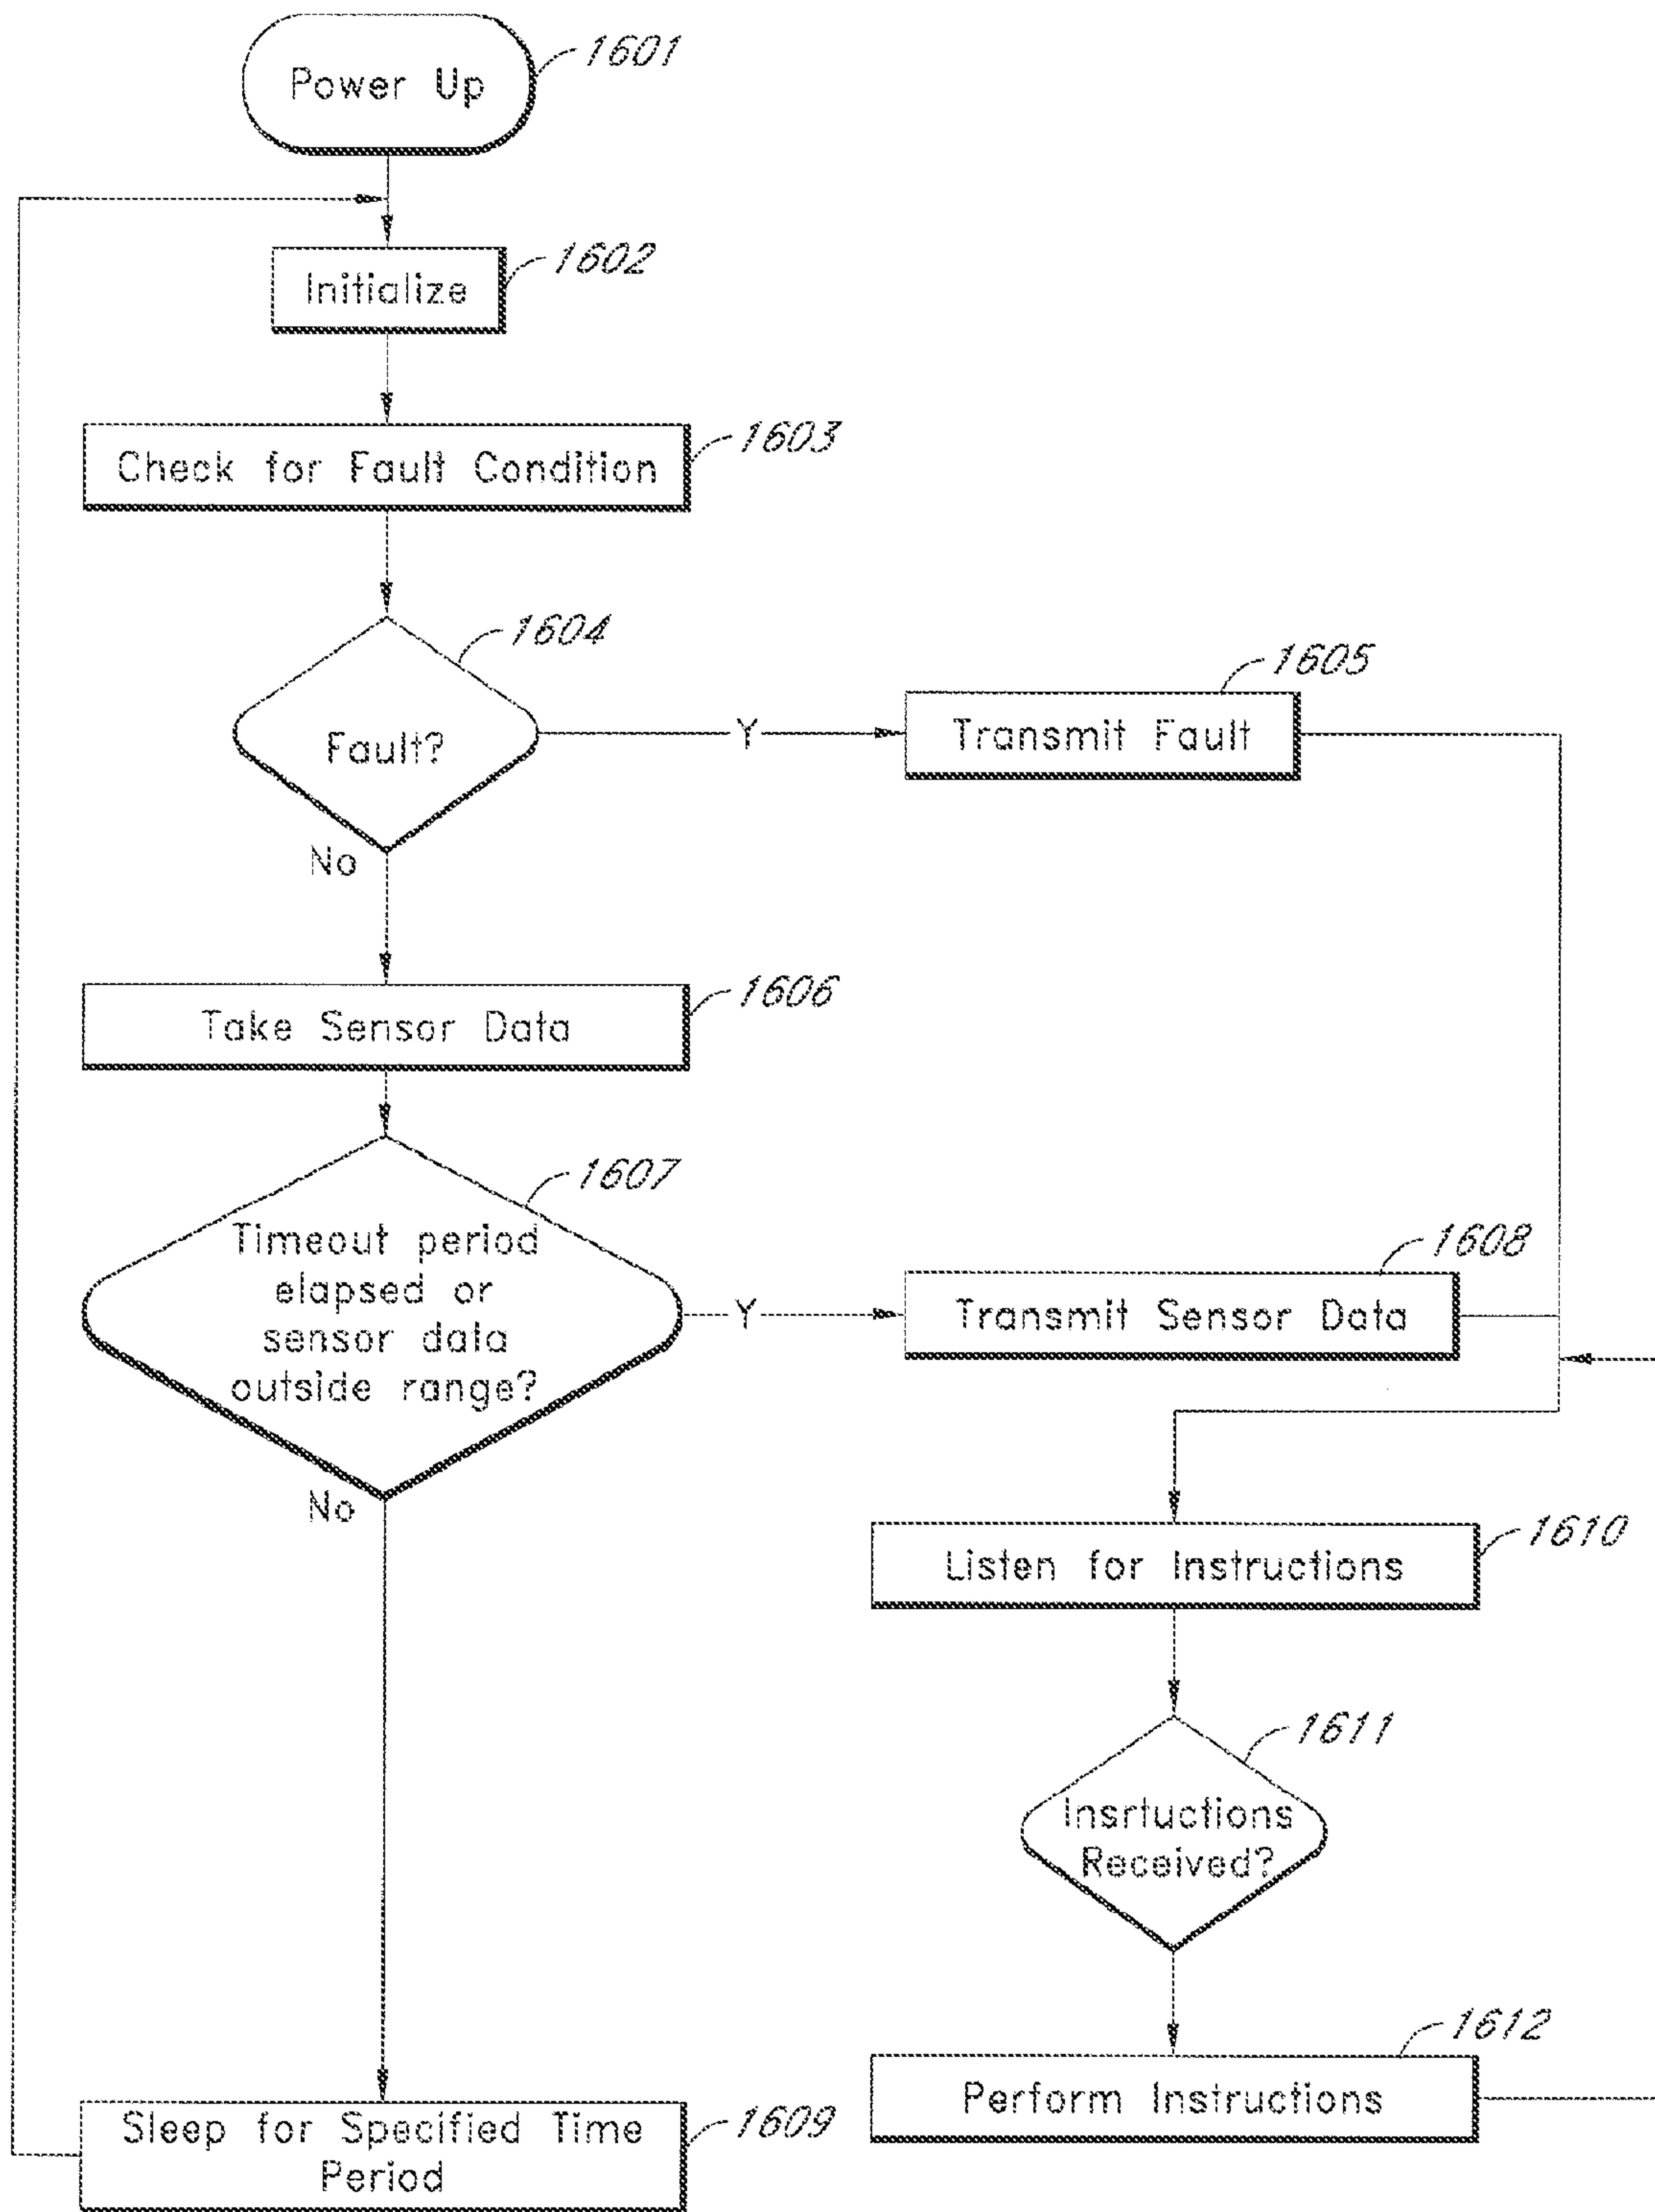 Power Up
1601
Initialize
1602
Check for Fault Condition
1603
Fault?
1604
Y
Transmit Fault
1605
No
Take Sensor Data
1606
Timeout period
elapsed or
sensor data
outside range?
1607
Y
Transmit Sensor Data
1608
No
Listen for Instructions
1610
Insrtuctions
Received?
1611
Perform Instructions
1612
Sleep for Specified Time
Period
1609